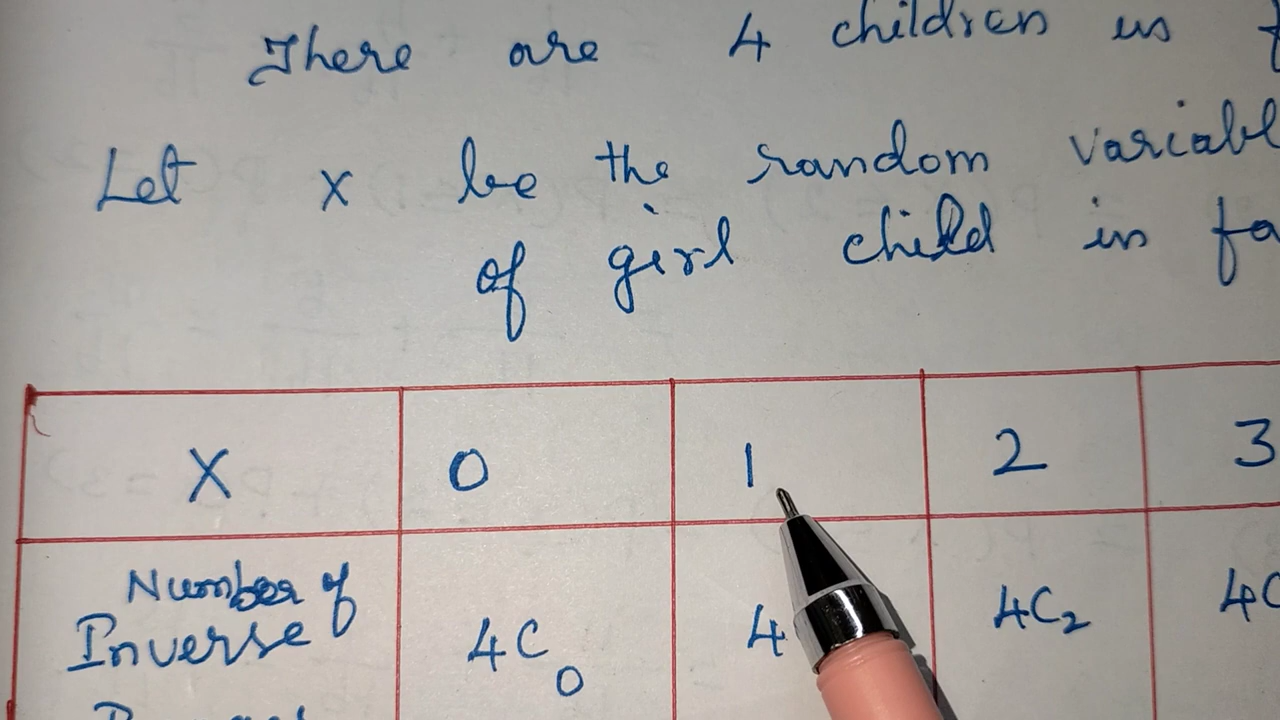 There are 4 children in
Let X be the random variabl
of girl child in fa
X 0 1 2 3
Number of
Inverse 4C0 4 4C2 4C